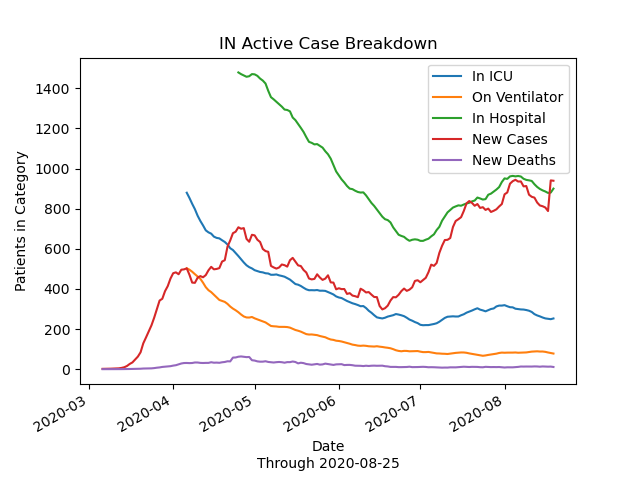 IN Active Case Breakdown
In ICU
On Ventilator
In Hospital
New Cases
New Deaths
Patients in Category
1400
1200
1000
800
600
400
200
0
2020-03
2020-04
2020-05
2020-06
2020-07
2020-08
Date
Through 2020-08-25